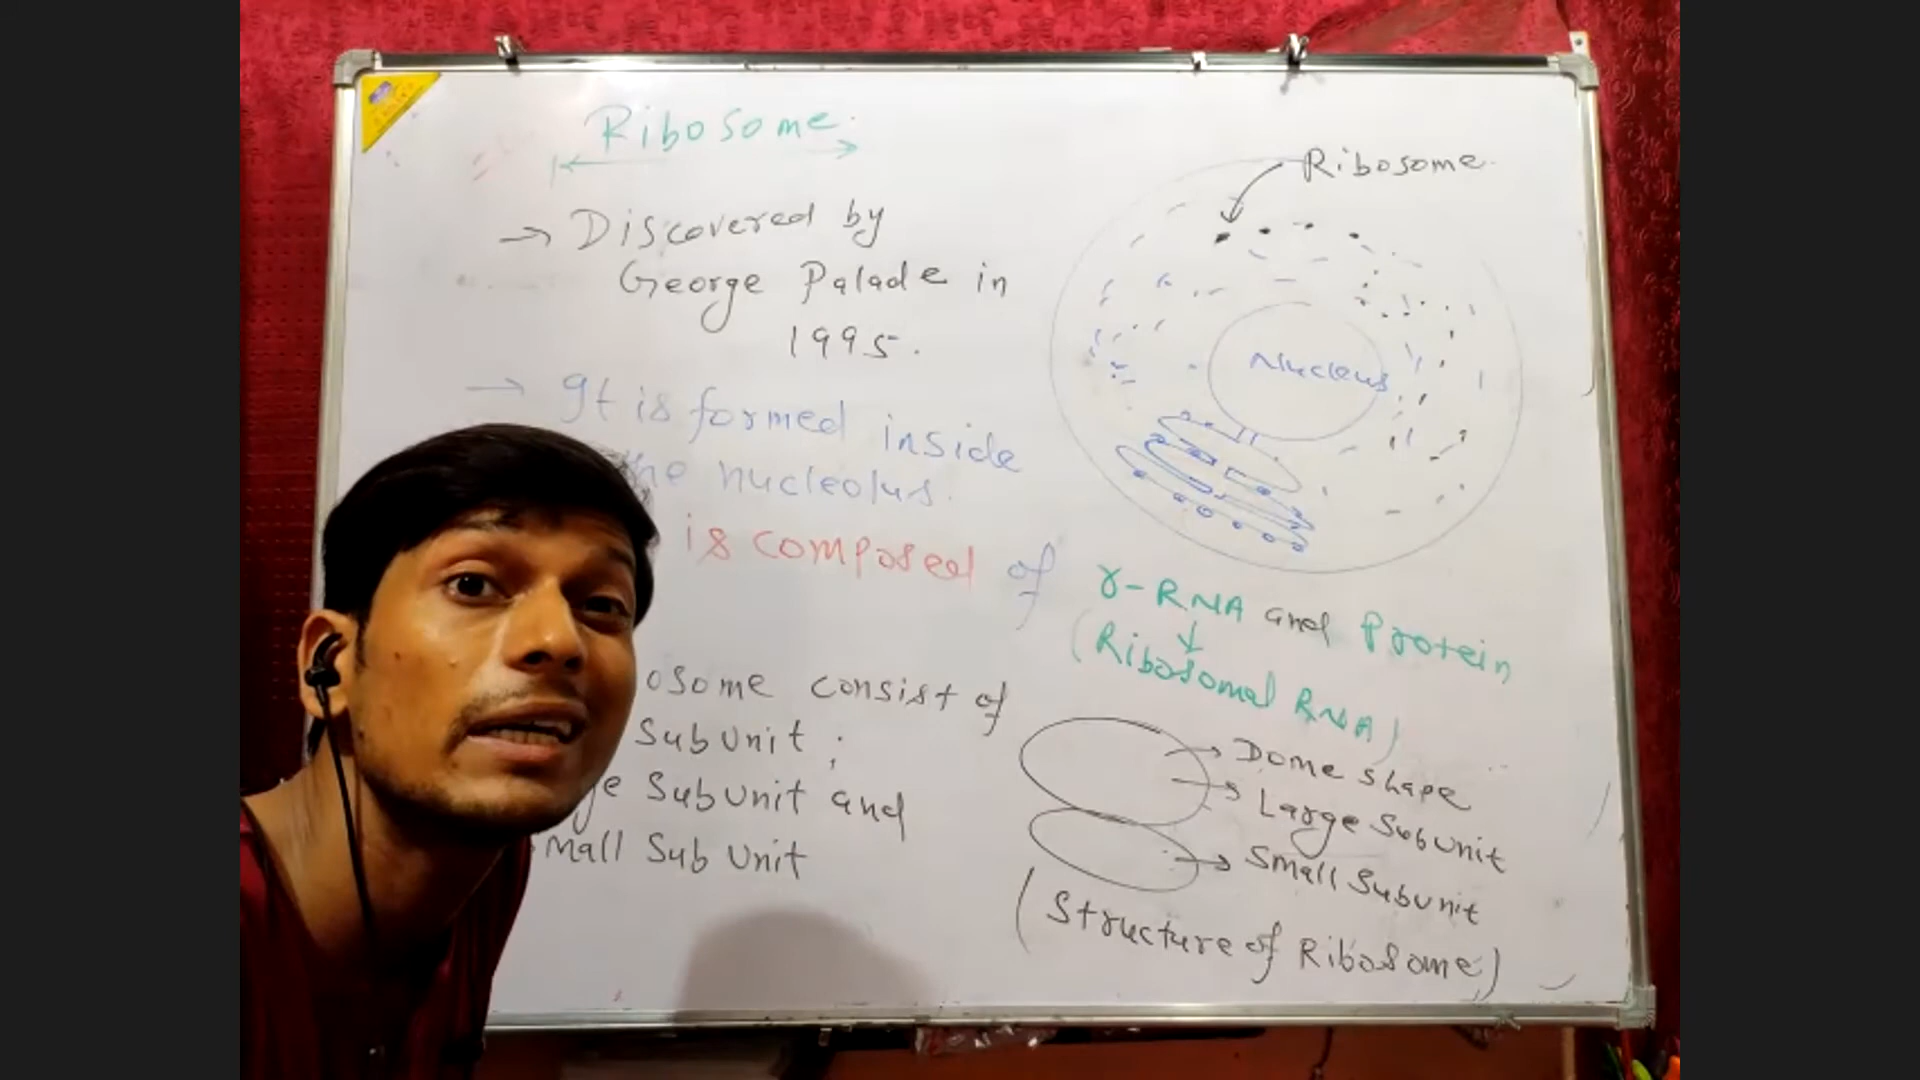 Ribosome
→ Discovered by
George Palade in
1995.
→ It is formed inside
the nucleolus.
is composed of r-RNA and Protein
(Ribosomal RNA)
osome consist of
Subunit ;
ge Subunit and
mall Sub Unit
Ribosome
Nucleus
Dome shape
Large Subunit
Small Subunit
(Structure of Ribosome)